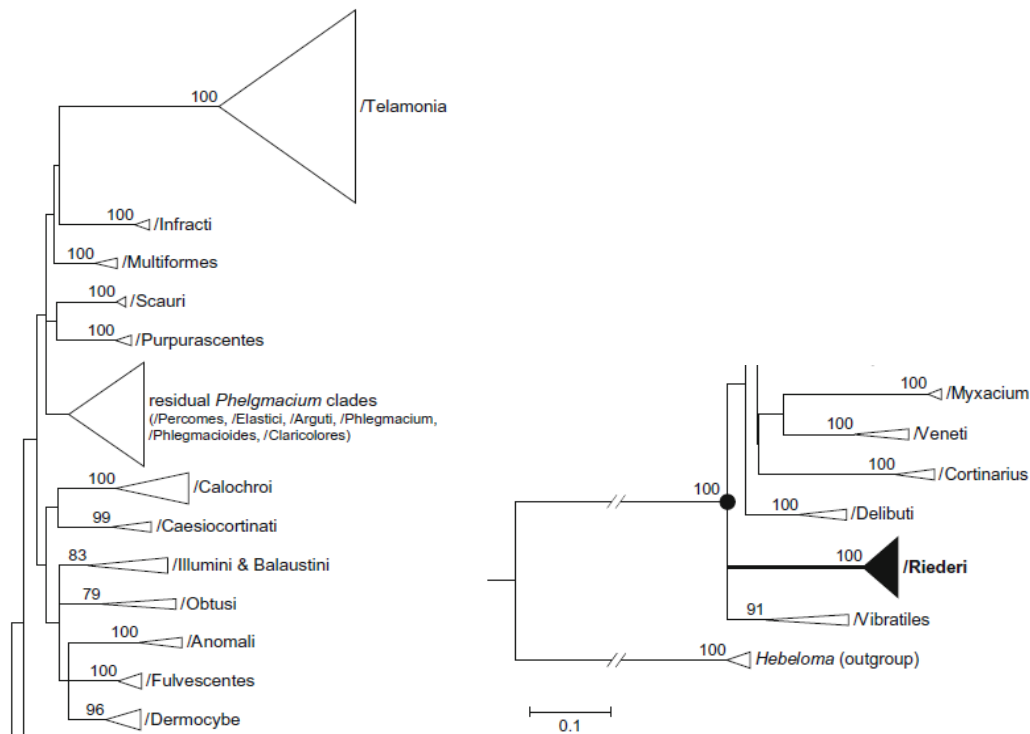 100
/Telamonia
100
/Infracti
100
/Multiformes
100
/Scauri
100
/Purpurascentes
residual Phelgmacium clades
(/Percomes, /Elastici, /Arguti, /Phlegmacium,
/Phlegmacioides, /Claricolores)
100
/Calochroi
99
/Caesiocortinati
83
/Illumini & Balaustini
79
/Obtusi
100
/Anomali
100
/Fulvescentes
96
/Dermocybe
100
/Myxacium
100
/Veneti
100
/Cortinarius
100
100
/Delibuti
100
/Riederi
91
/Vibratiles
100
Hebeloma (outgroup)
0.1